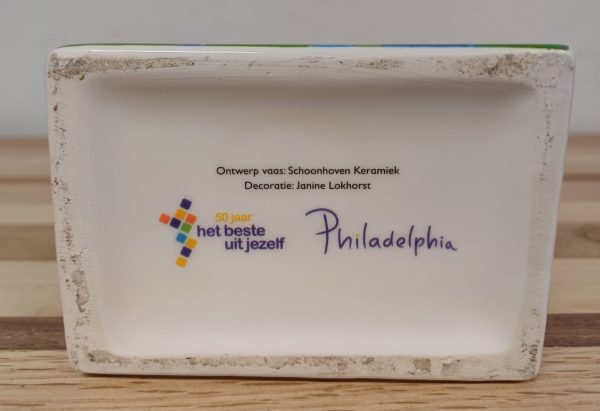 Ontwerp vaas: Schoonhoven Keramiek
Decoratie: Janine Lokhorst
50 jaar
het beste
uit jezelf
Philadelphia